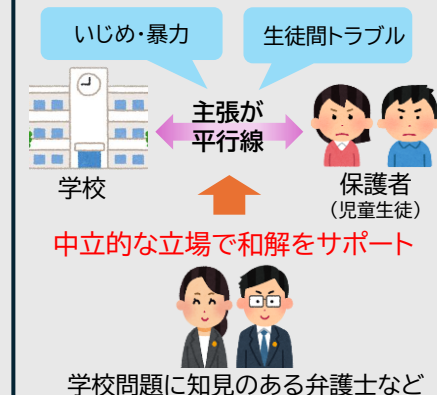 いじめ・暴力
生徒間トラブル
主張が
平行線
学校
保護者
(児童生徒)
中立的な立場で和解をサポート
学校問題に知見のある弁護士など